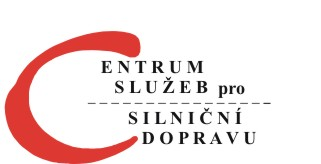 CENTRUM
SLUŽEB pro
SILNIČNÍ
DOPRAVU